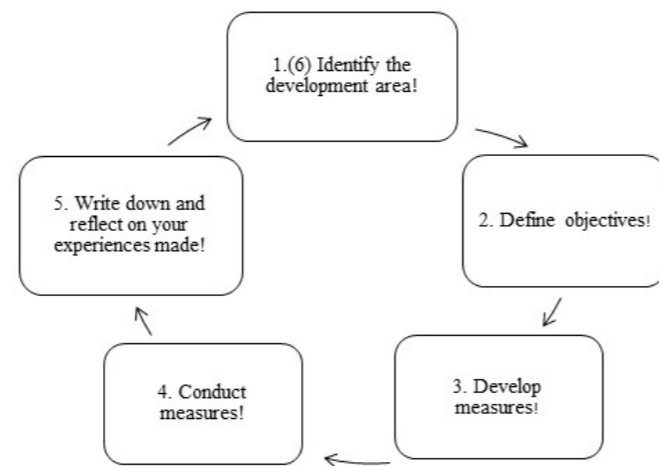 1.(6) Identify the
development area!
2. Define objectives!
3. Develop
measures!
4. Conduct
measures!
5. Write down and
reflect on your
experiences made!